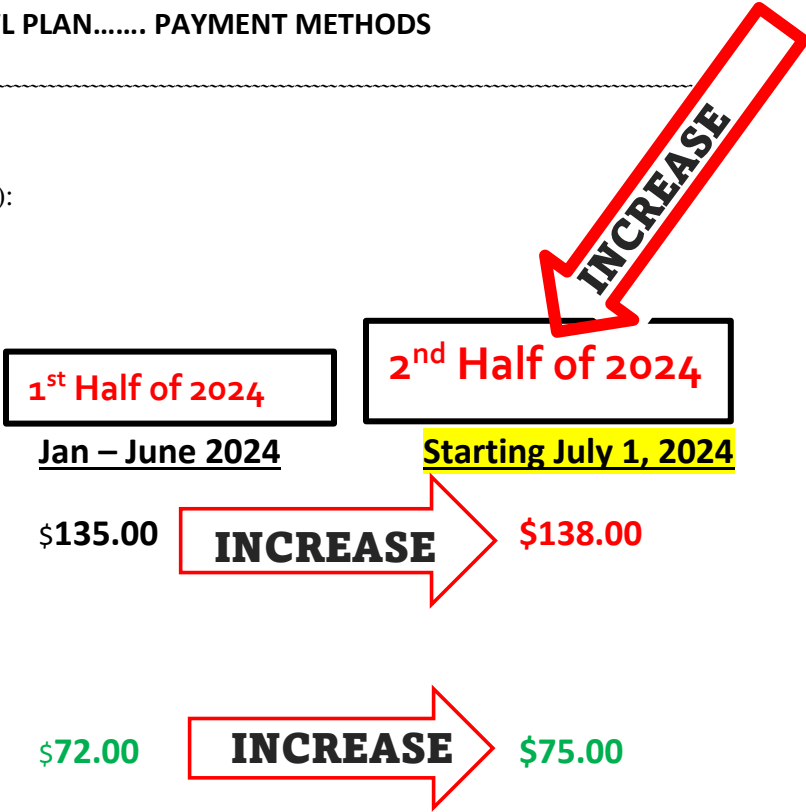 L PLAN……. PAYMENT METHODS
):
INCREASE
1st Half of 2024
2nd Half of 2024
Jan – June 2024
Starting July 1, 2024
$135.00 INCREASE $138.00
$72.00 INCREASE $75.00